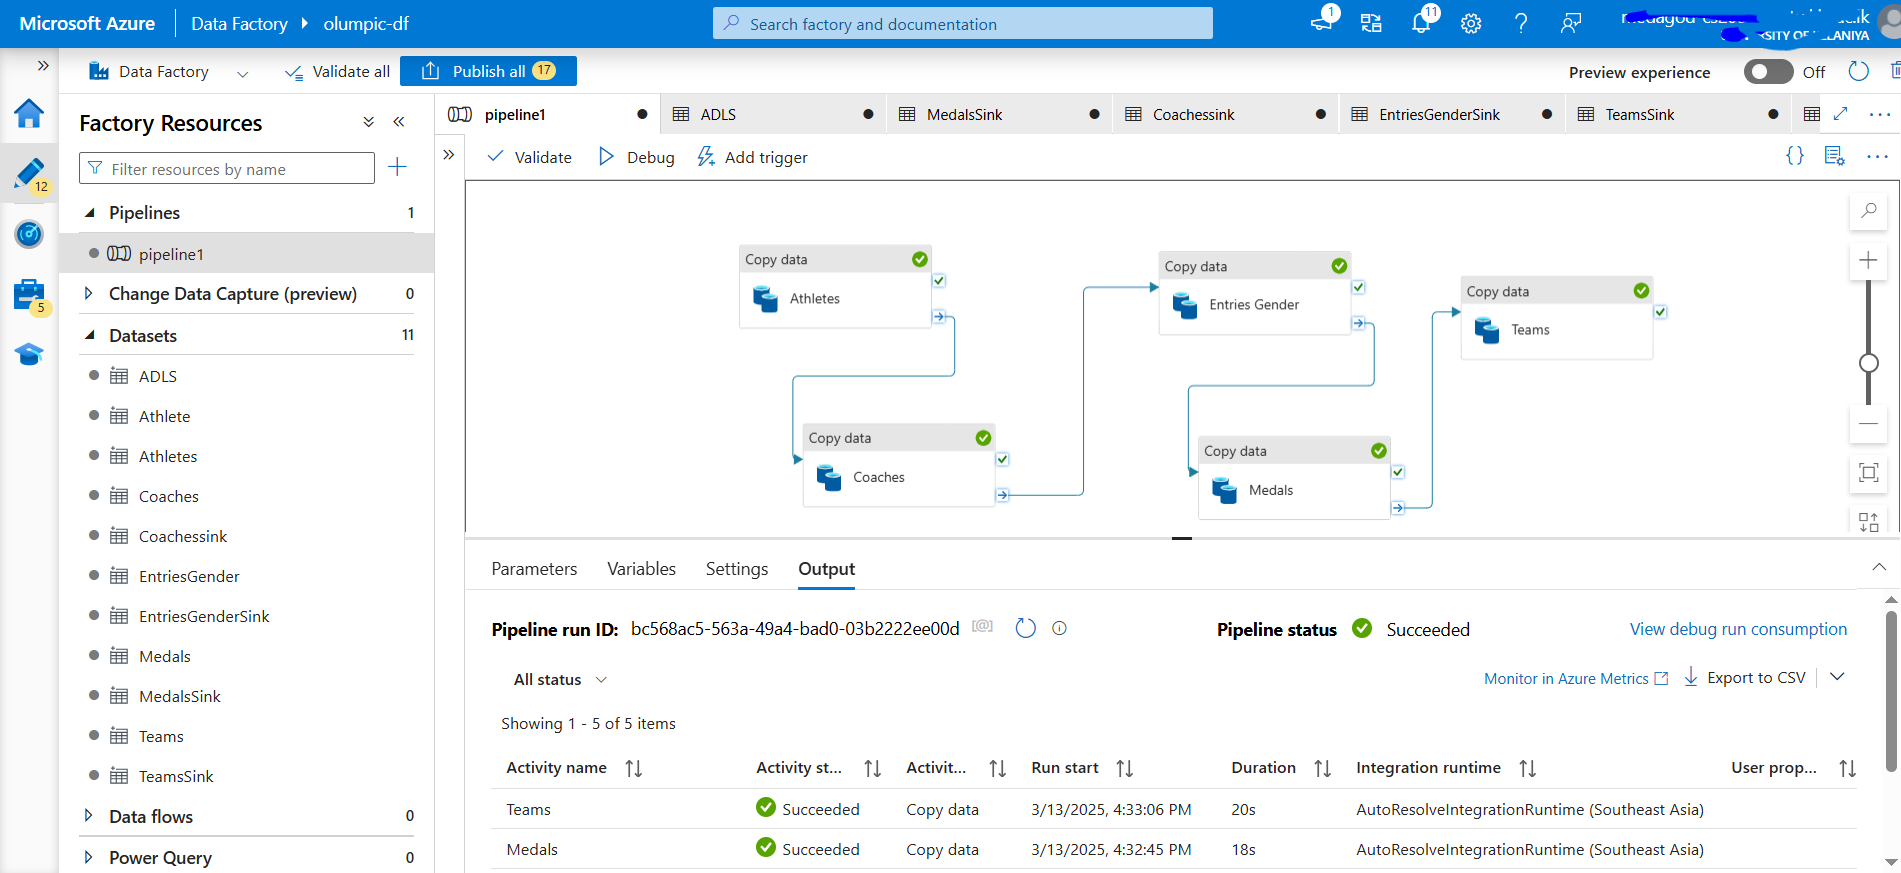 Microsoft Azure
Data Factory
olumpic-df
Search factory and documentation
1
11
Data Factory
Validate all
Publish all
17
Preview experience
Off
12
5
Factory Resources
Filter resources by name
Pipelines
1
pipeline1
Change Data Capture (preview)
0
Datasets
11
ADLS
Athlete
Athletes
Coaches
Coachessink
EntriesGender
EntriesGenderSink
Medals
MedalsSink
Teams
TeamsSink
Data flows
0
Power Query
0
pipeline1
ADLS
MedalsSink
Coachessink
EntriesGenderSink
TeamsSink
Validate
Debug
Add trigger
Copy data
Athletes
Copy data
Entries Gender
Copy data
Teams
Copy data
Coaches
Copy data
Medals
Parameters
Variables
Settings
Output
Pipeline run ID: bc568ac5-563a-49a4-bad0-03b2222ee00d
Pipeline status
Succeeded
View debug run consumption
All status
Monitor in Azure Metrics
Export to CSV
Showing 1 - 5 of 5 items
Activity name Activity st... Activit... Run start Duration Integration runtime User prop...
Teams Succeeded Copy data 3/13/2025, 4:33:06 PM 20s AutoResolveIntegrationRuntime (Southeast Asia)
Medals Succeeded Copy data 3/13/2025, 4:32:45 PM 18s AutoResolveIntegrationRuntime (Southeast Asia)